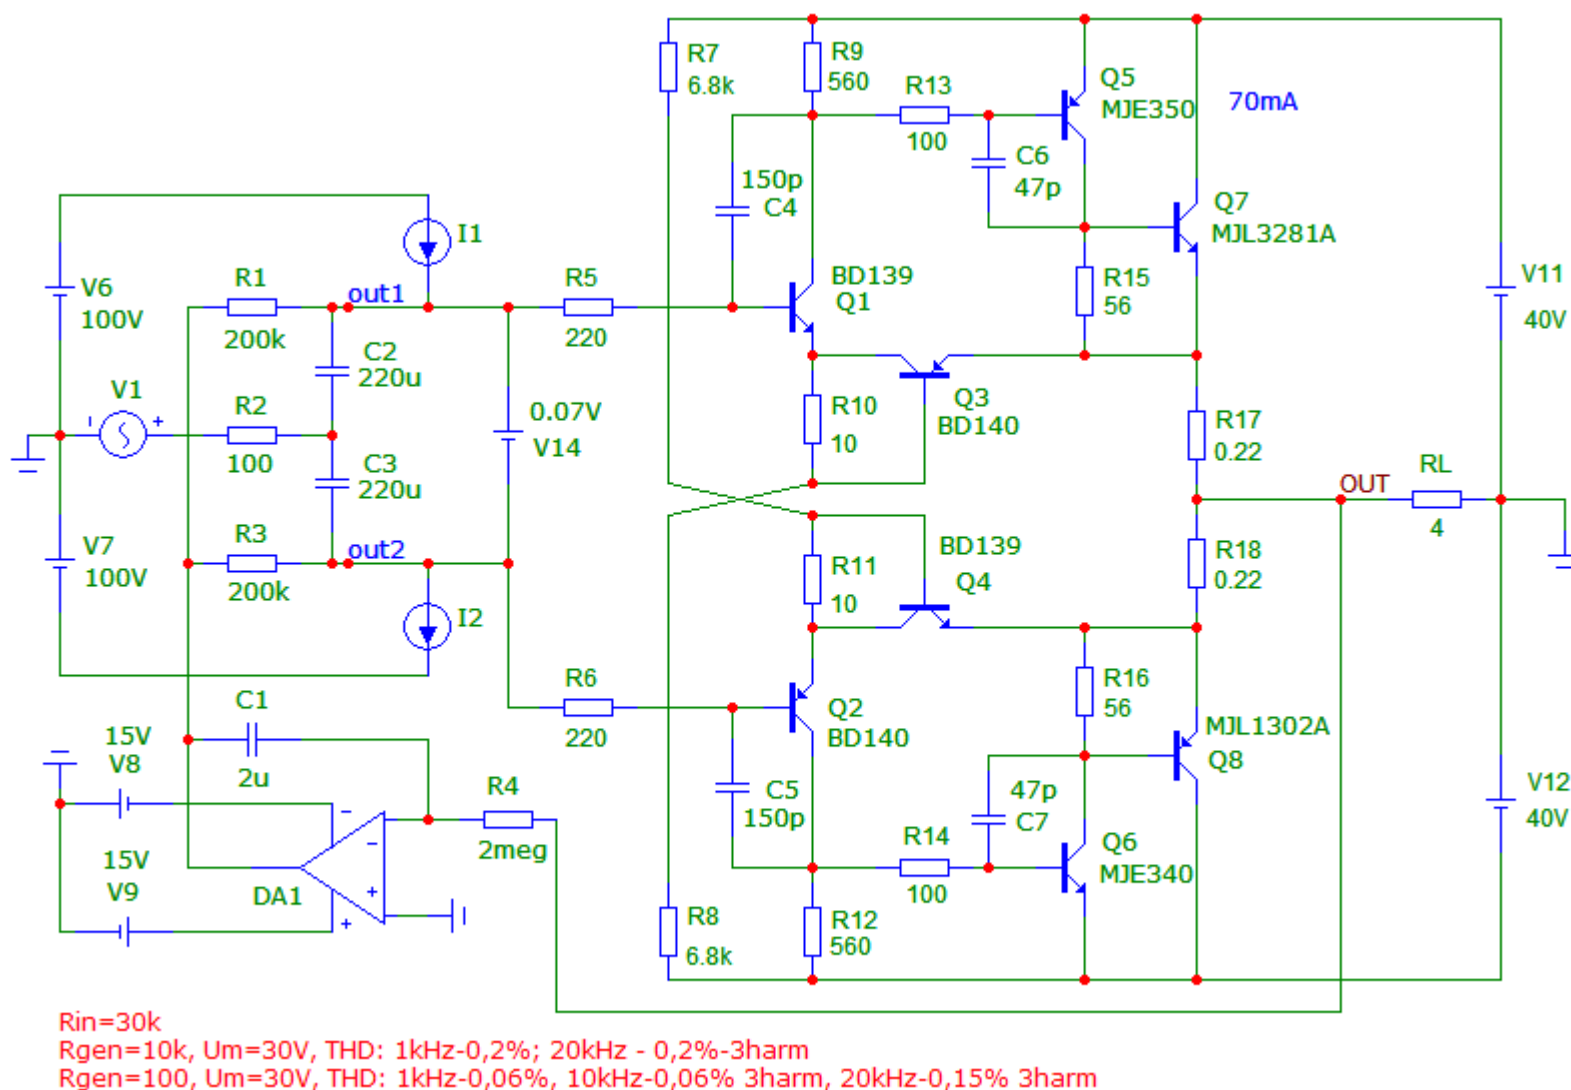 R7
6.8k
R9
560
R13
100
Q5
MJE350
70mA
C6
47p
150p
C4
Q7
MJL3281A
I1
V6
100V
R1
200k
out1
R5
220
BD139
Q1
R15
56
V11
40V
C2
220u
V1
R2
100
0.07V
V14
R10
10
Q3
BD140
R17
0.22
RL
4
OUT
C3
220u
V7
100V
R3
200k
out2
R11
10
BD139
Q4
R18
0.22
I2
R6
220
Q2
BD140
R16
56
MJL1302A
Q8
C1
2u
15V
V8
R4
2meg
C5
150p
47p
C7
V12
40V
15V
V9
DA1
R14
100
Q6
MJE340
R8
6.8k
R12
560
Rin=30k
Rgen=10k, Um=30V, THD: 1kHz-0,2%; 20kHz - 0,2%-3harm
Rgen=100, Um=30V, THD: 1kHz-0,06%, 10kHz-0,06% 3harm, 20kHz-0,15% 3harm